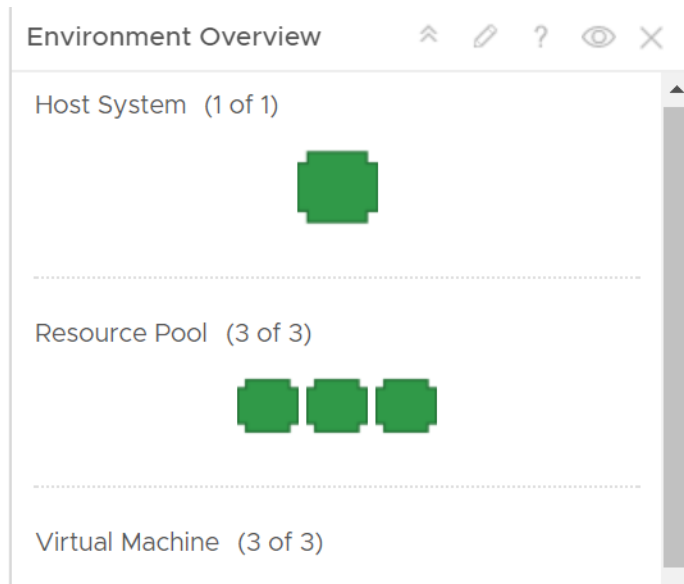 Environment Overview ?
Host System (1 of 1)
Resource Pool (3 of 3)
Virtual Machine (3 of 3)